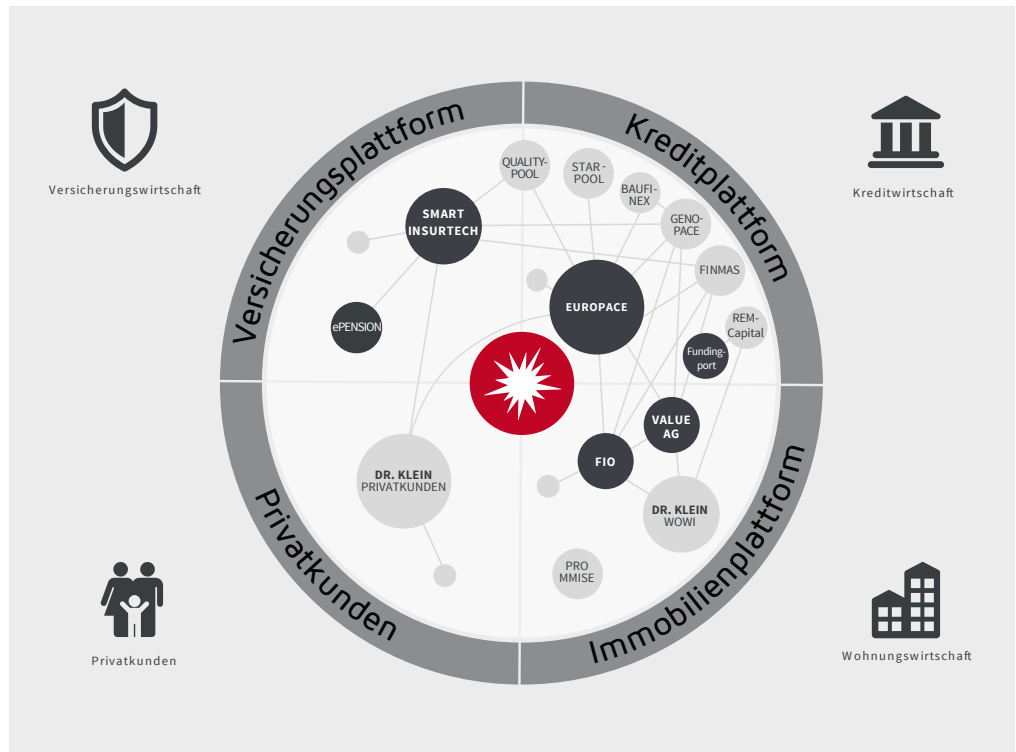 Versicherungsplattform
Kreditplattform
Versicherungswirtschaft
Kreditwirtschaft
QUALITY-
POOL
STAR-
POOL
BAUFI-
NEX
GENO-
PACE
SMART
INSURTECH
FINMAS
EUROPACE
REM-
Capital
ePENSION
Funding-
port
VALUE
AG
FIO
DR. KLEIN
PRIVATKUNDEN
DR. KLEIN
WOWI
PRO
MMISE
Privatkunden
Immobilienplattform
Privatkunden
Wohnungswirtschaft